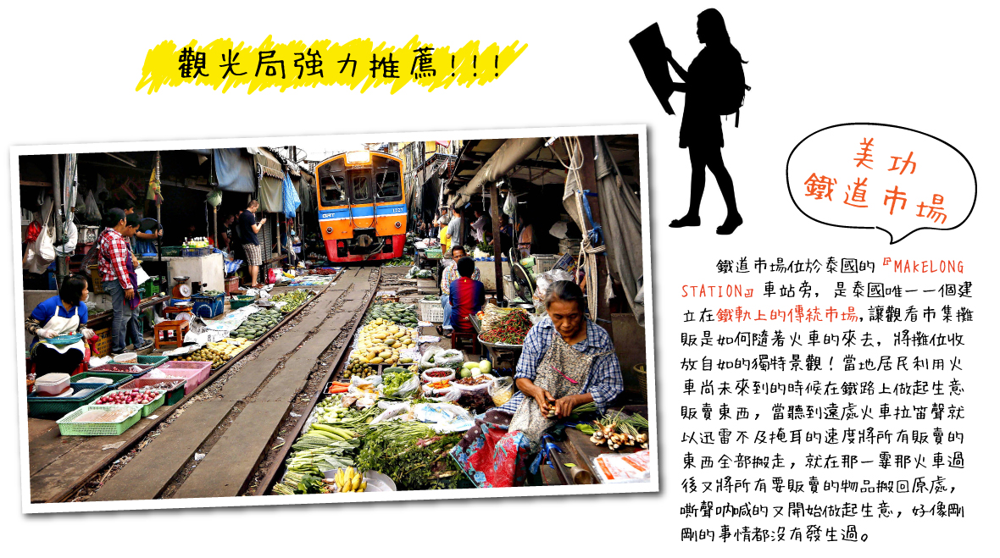 觀光局強力推薦!!!
美功
鐵道市場
鐵道市場位於泰國的『MAKELONG
STATION』車站旁，是泰國唯一一個建
立在鐵軌上的傳統市場，讓觀看市集攤
販是如何隨著火車的來去，將攤位收
放自如的獨特景觀！當地居民利用火
車尚未來到的時候在鐵路上做起生意
販賣東西，當聽到遠處火車拉笛聲就
以迅雷不及掩耳的速度將所有販賣的
東西全部搬走，就在那一霎那火車過
後又將所有要販賣的物品搬回原處，
嘶聲吶喊的又開始做起生意，好像剛
剛的事情都沒有發生過。